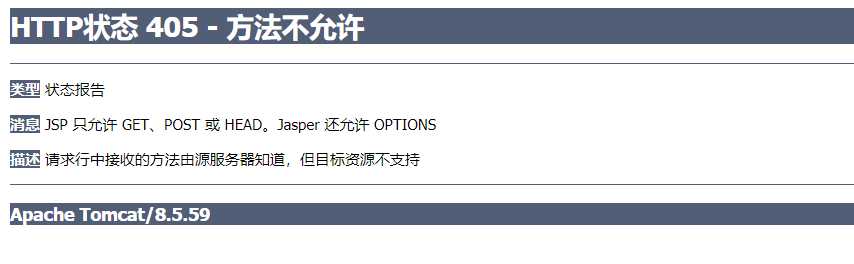 HTTP状态 405 - 方法不允许
类型 状态报告
消息 JSP 只允许 GET、POST 或 HEAD。Jasper 还允许 OPTIONS
描述 请求行中接收的方法由源服务器知道，但目标资源不支持
Apache Tomcat/8.5.59